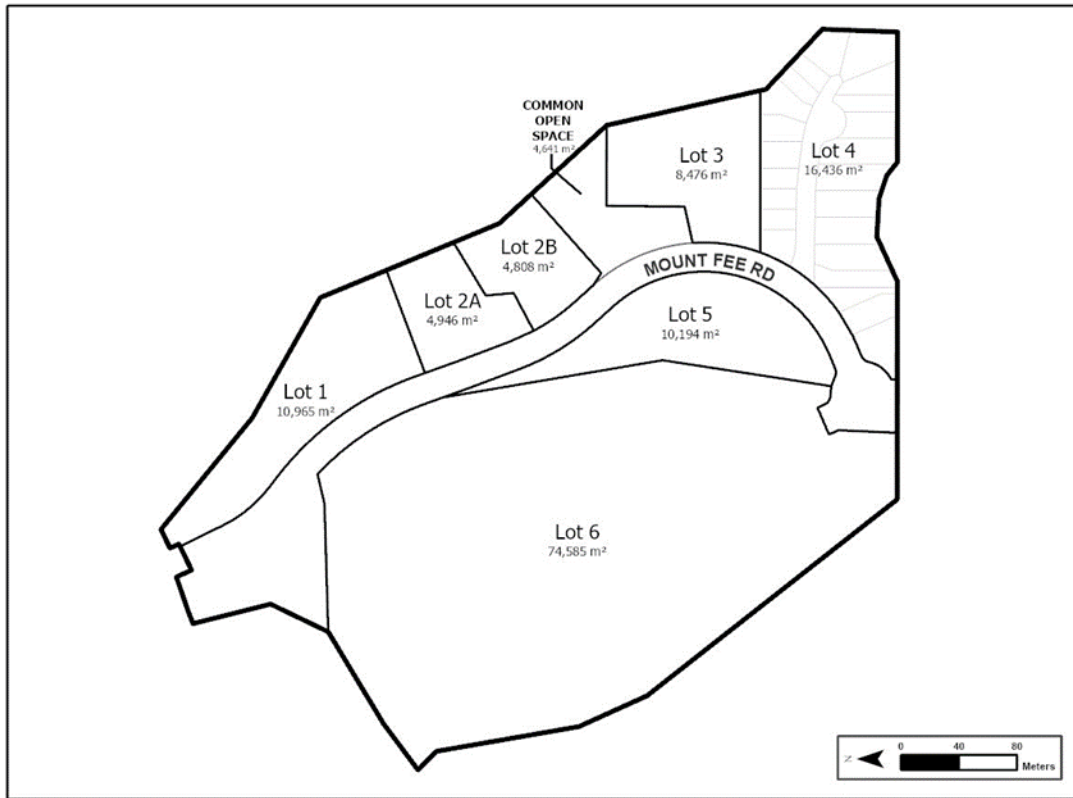 COMMON
OPEN
SPACE
4,641 m²
Lot 3
8,476 m²
Lot 4
16,436 m²
Lot 2B
4,808 m²
MOUNT FEE RD
Lot 2A
4,946 m²
Lot 5
10,194 m²
Lot 1
10,965 m²
Lot 6
74,585 m²
N
0 40 80
Meters